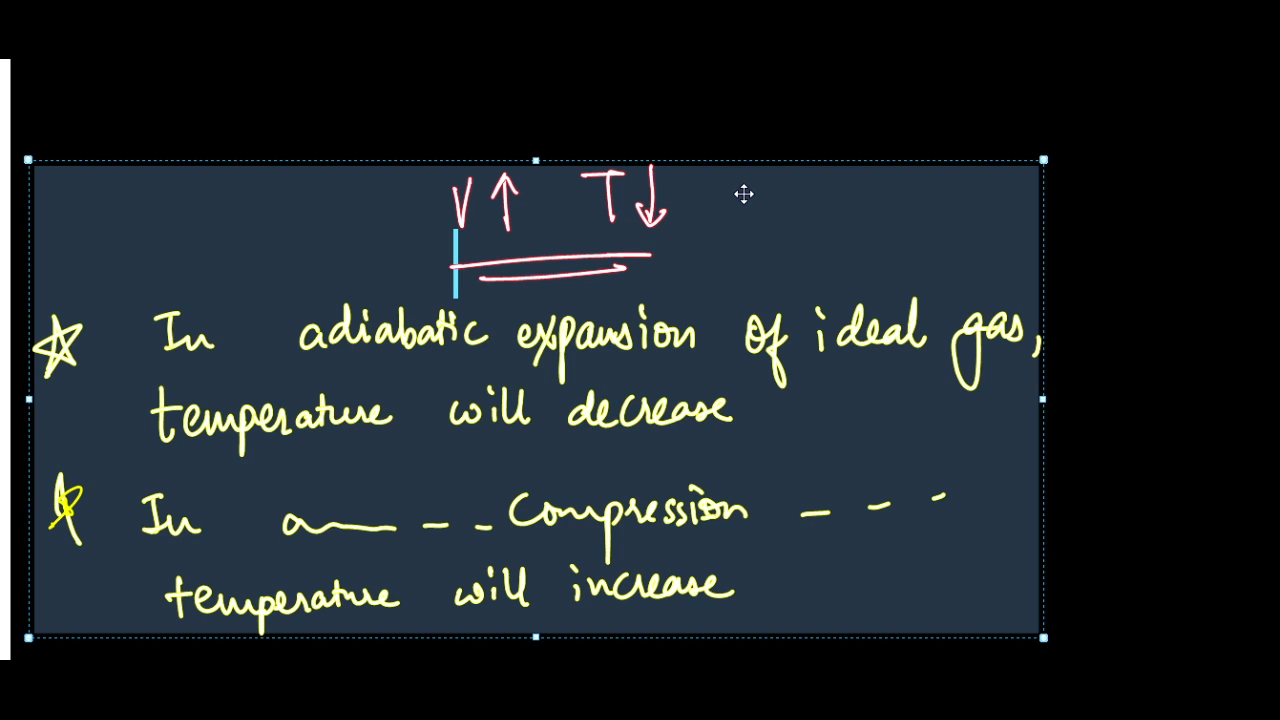 V ↑ T ↓
In adiabatic expansion of ideal gas,
temperature will decrease
In a--- - - Compression - - -
temperature will increase